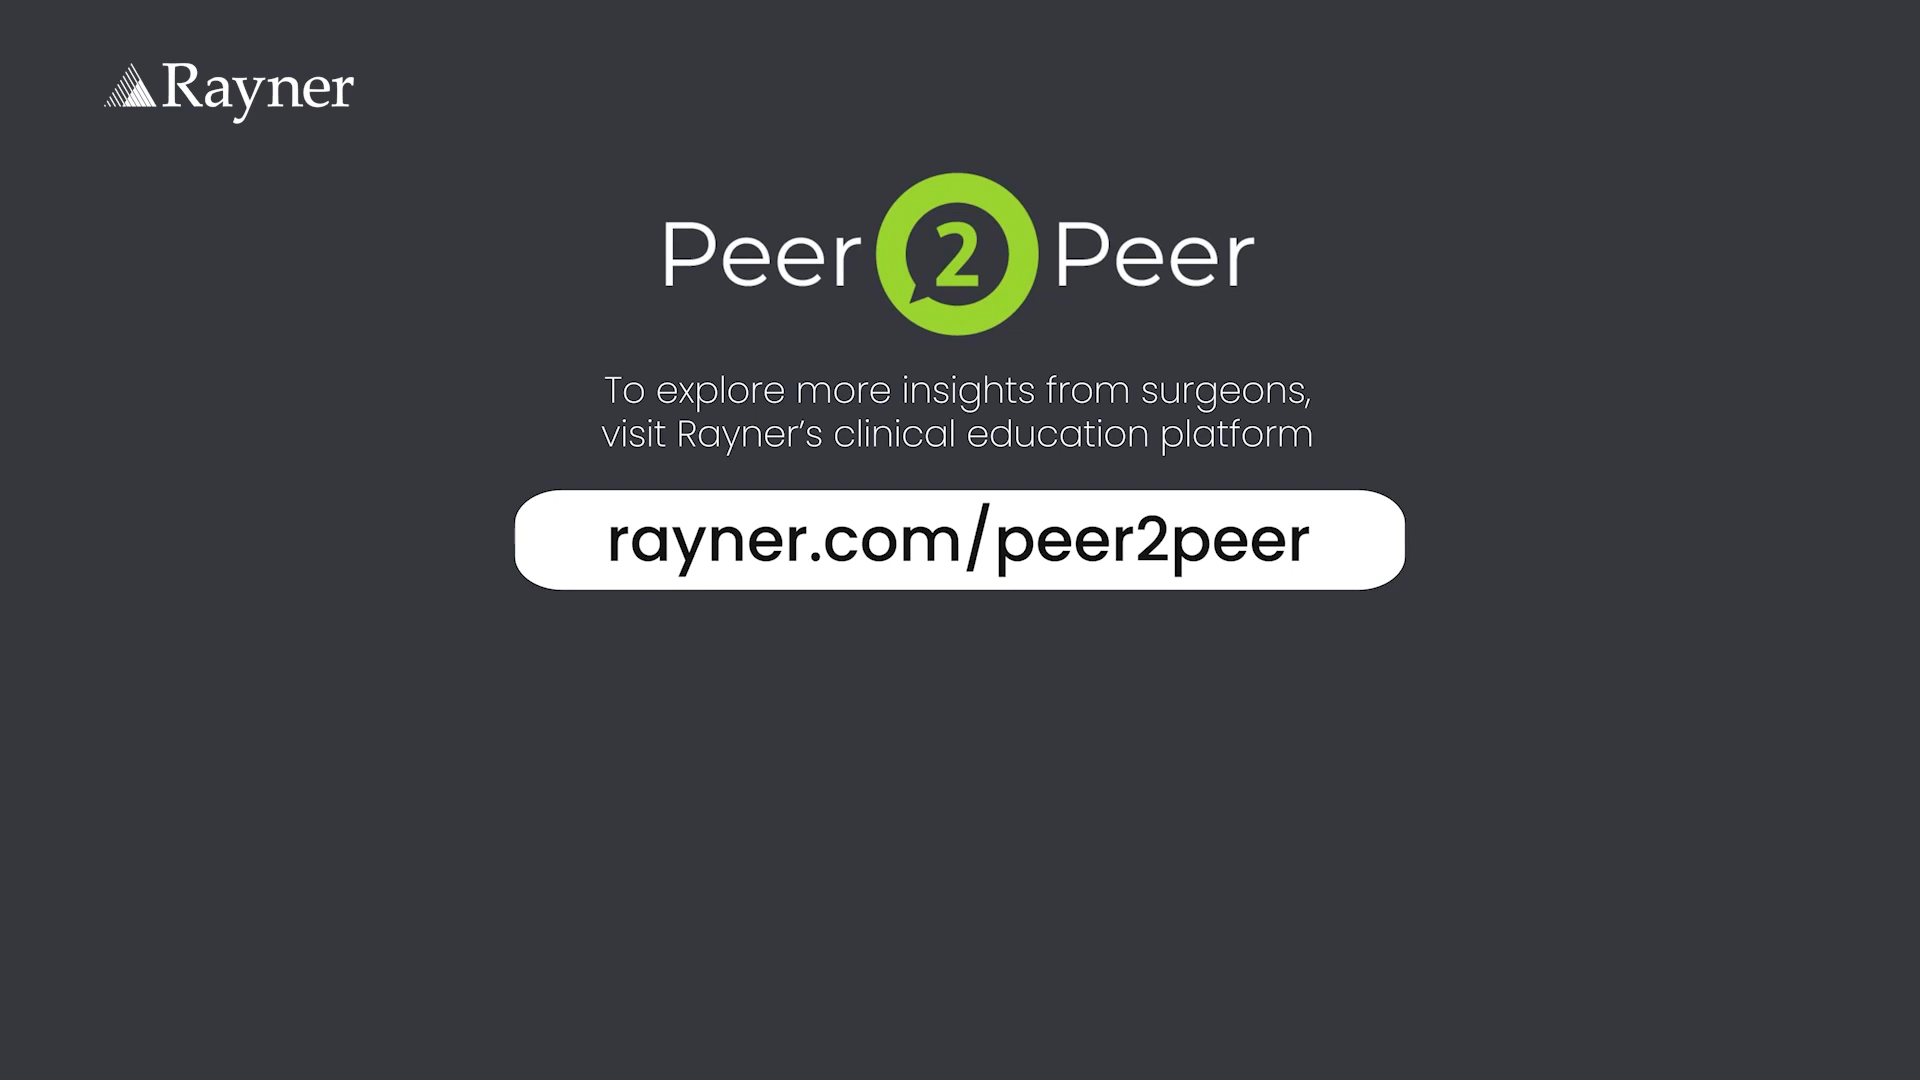 Rayner
Peer 2 Peer
To explore more insights from surgeons,
visit Rayner’s clinical education platform
rayner.com/peer2peer